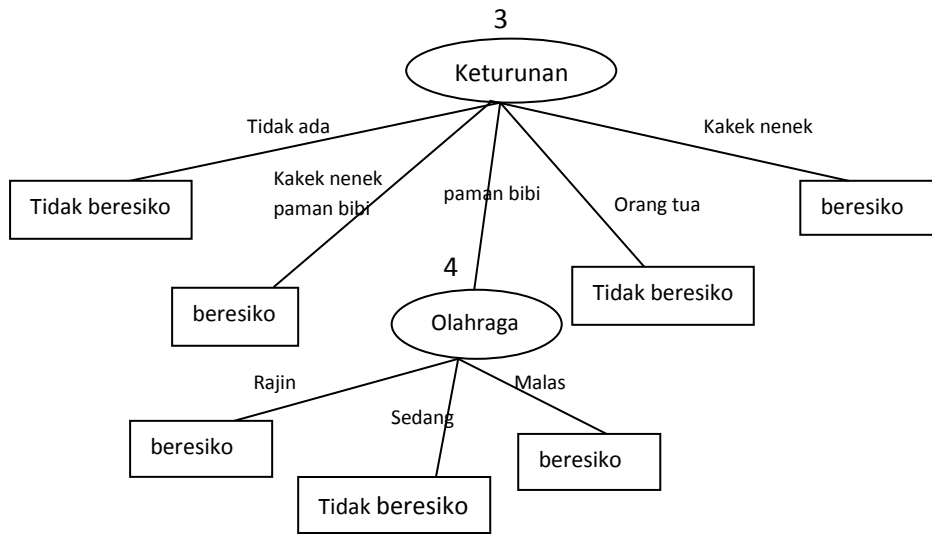 3
Keturunan
Tidak ada
Kakek nenek
Kakek nenek
paman bibi
paman bibi
Orang tua
Tidak beresiko
beresiko
4
Tidak beresiko
beresiko
Olahraga
Rajin
Malas
Sedang
beresiko
beresiko
Tidak beresiko